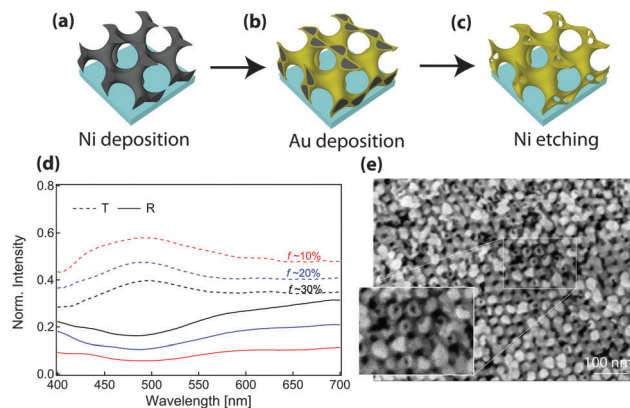 (a)
(b)
(c)
Ni deposition
Au deposition
Ni etching
(d)
0.8
0.6
0.4
0.2
0.0
Norm. Intensity
T
R
f~10%
f~20%
f~30%
400
450
500
550
600
650
700
Wavelength [nm]
(e)
100 nm